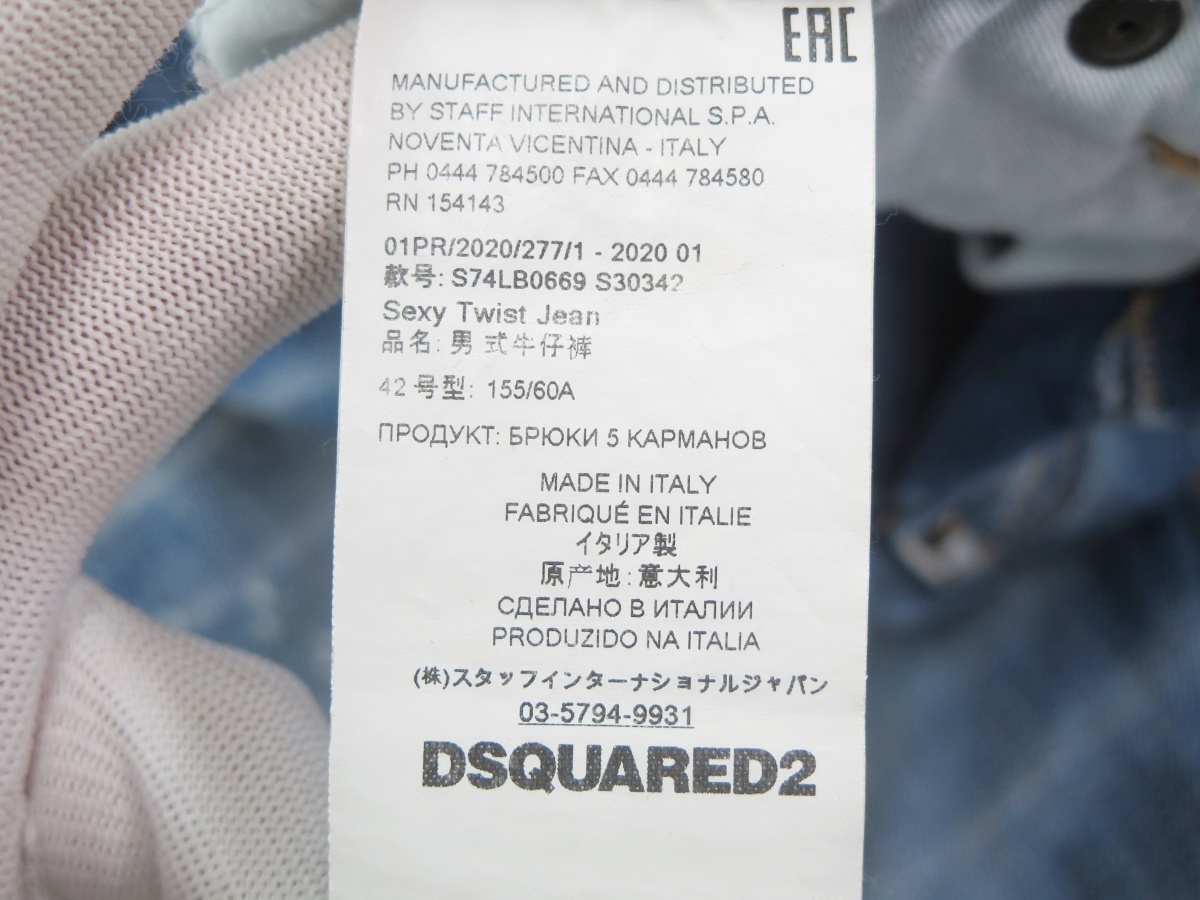 EAC
MANUFACTURED AND DISTRIBUTED
BY STAFF INTERNATIONAL S.P.A.
NOVENTA VICENTINA - ITALY
PH 0444 784500 FAX 0444 784580
RN 154143
01PR/2020/277/1 - 2020 01
款号: S74LB0669 S30342
Sexy Twist Jean
品名: 男式牛仔裤
42 号型: 155/60A
ПРОДУКТ: БРЮКИ 5 КАРМАНОВ
MADE IN ITALY
FABRIQUÉ EN ITALIE
イタリア製
原产地: 意大利
СДЕЛАНО В ИТАЛИИ
PRODUZIDO NA ITALIA
(株)スタッフインターナショナルジャパン
03-5794-9931
DSQUARED2